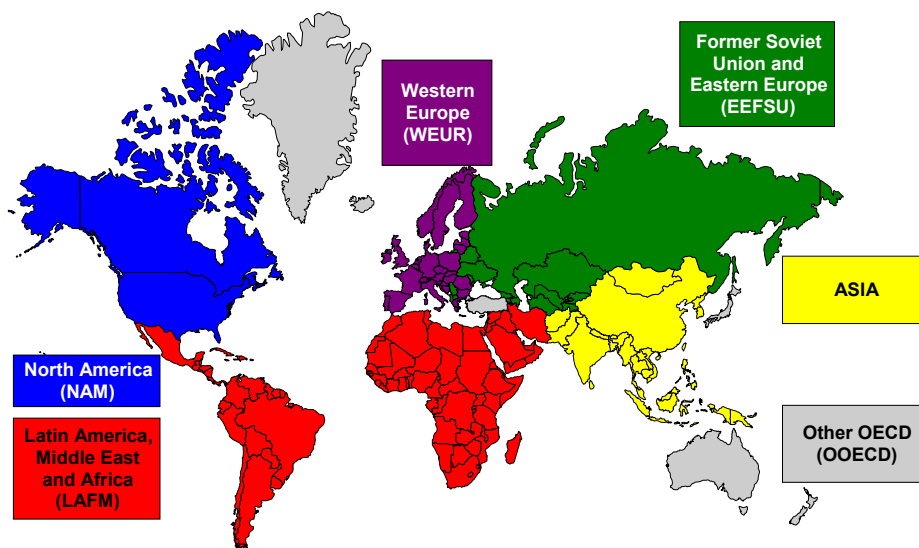 Former Soviet
Union and
Eastern Europe
(EEFSU)
Western
Europe
(WEUR)
ASIA
North America
(NAM)
Latin America,
Middle East
and Africa
(LAFM)
Other OECD
(OOECD)